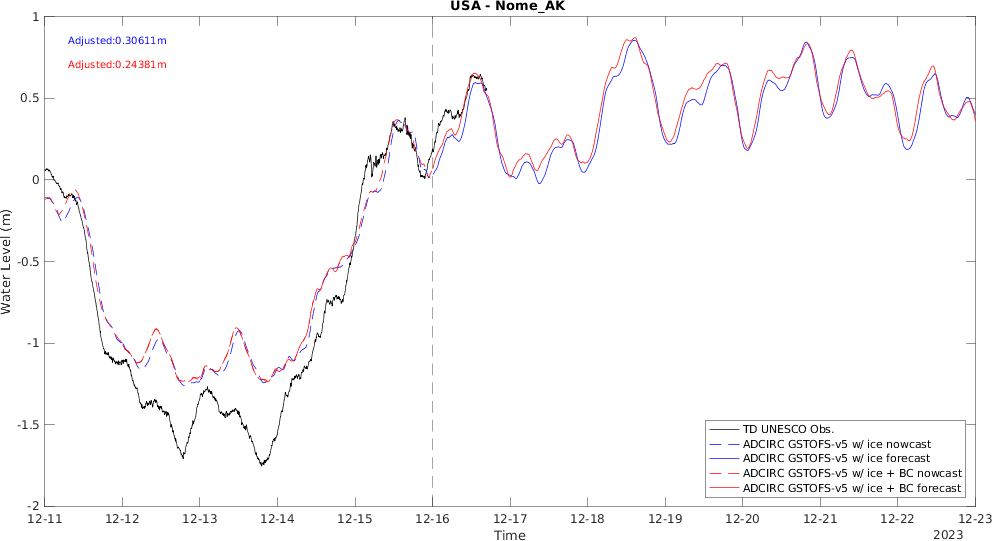 USA - Nome_AK
Adjusted:0.30611m
Adjusted:0.24381m
Water Level (m)
1
0.5
0
-0.5
-1
-1.5
-2
TD UNESCO Obs.
ADCIRC GSTOFS-v5 w/ ice nowcast
ADCIRC GSTOFS-v5 w/ ice forecast
ADCIRC GSTOFS-v5 w/ ice + BC nowcast
ADCIRC GSTOFS-v5 w/ ice + BC forecast
12-11 12-12 12-13 12-14 12-15 12-16 12-17 12-18 12-19 12-20 12-21 12-22 12-23
Time
2023